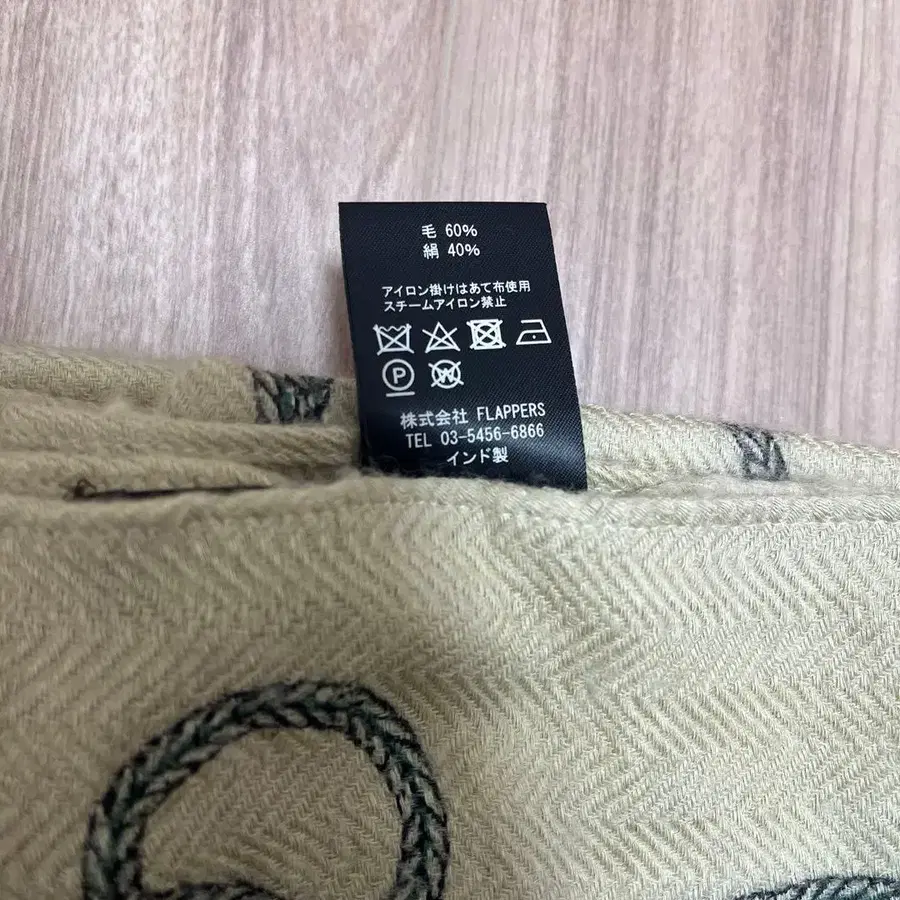 毛 60%
絹 40%
アイロン掛けはあて布使用
スチームアイロン禁止
P
W
株式会社 FLAPPERS
TEL 03-5456-6866
インド製